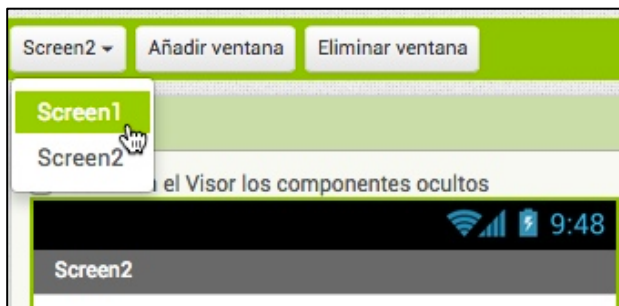 Screen2 Añadir ventana Eliminar ventana
Screen1
Screen2
el Visor los componentes ocultos
9:48
Screen2